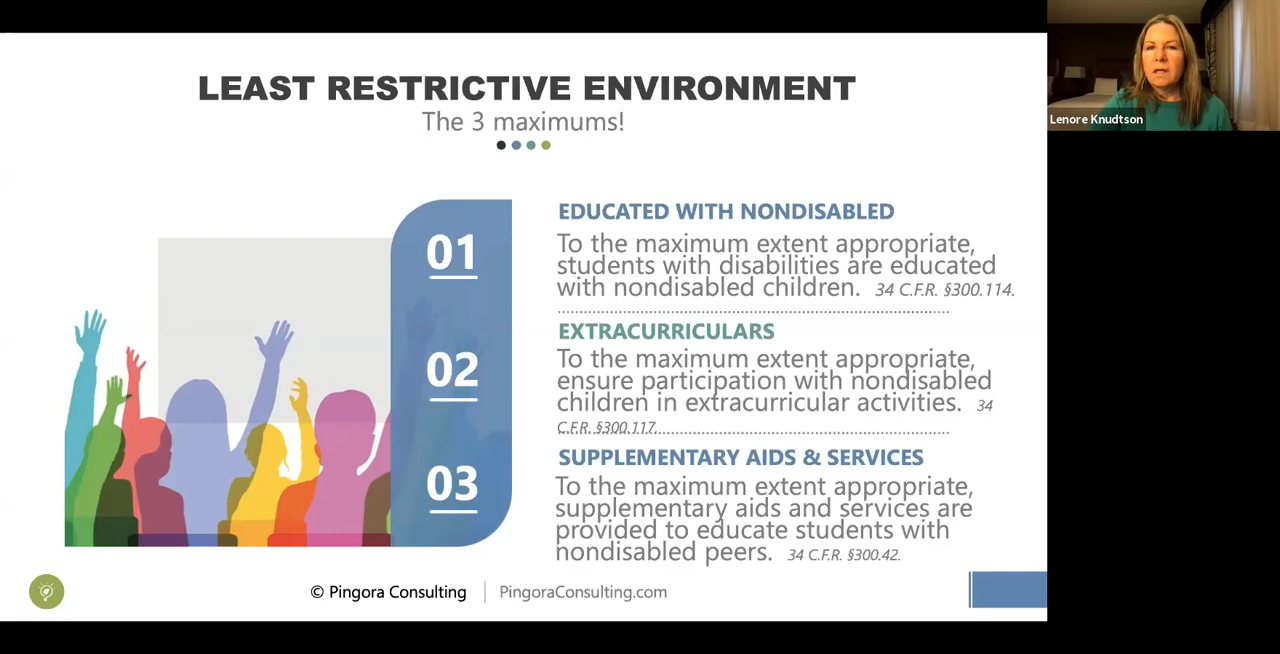 LEAST RESTRICTIVE ENVIRONMENT
The 3 maximums!
01
EDUCATED WITH NONDISABLED
To the maximum extent appropriate,
students with disabilities are educated
with nondisabled children. 34 C.F.R. §300.114.
02
EXTRACURRICULARS
To the maximum extent appropriate,
ensure participation with nondisabled
children in extracurricular activities. 34
C.F.R. §300.117.
03
SUPPLEMENTARY AIDS & SERVICES
To the maximum extent appropriate,
supplementary aids and services are
provided to educate students with
nondisabled peers. 34 C.F.R. §300.42.
© Pingora Consulting
PingoraConsulting.com
Lenore Knudtson